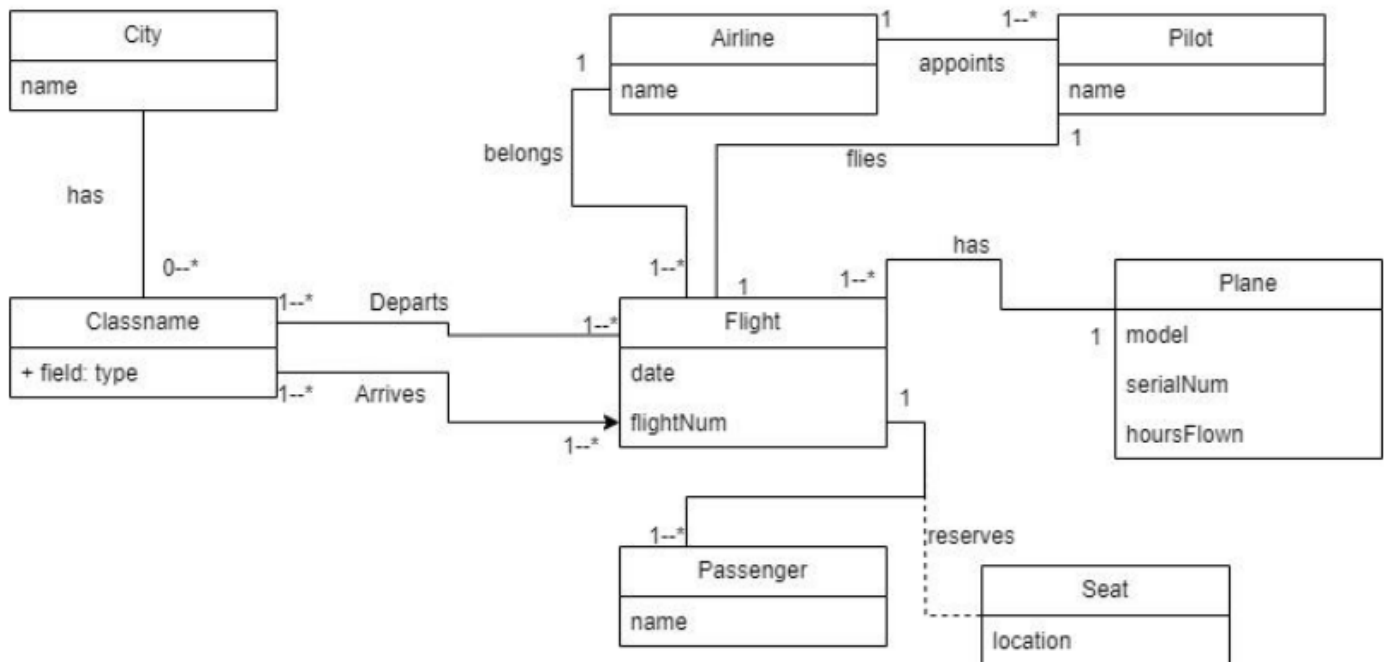 City
name
has
0--*
Classname
+ field: type
1--*
Departs
1--*
1--*
Arrives
1--*
Airline
name
1
appoints
1--*
Pilot
name
1
belongs
1--*
flies
1
1
Flight
date
flightNum
1--*
has
1
Plane
model
serialNum
hoursFlown
1
1--*
reserves
Passenger
name
Seat
location